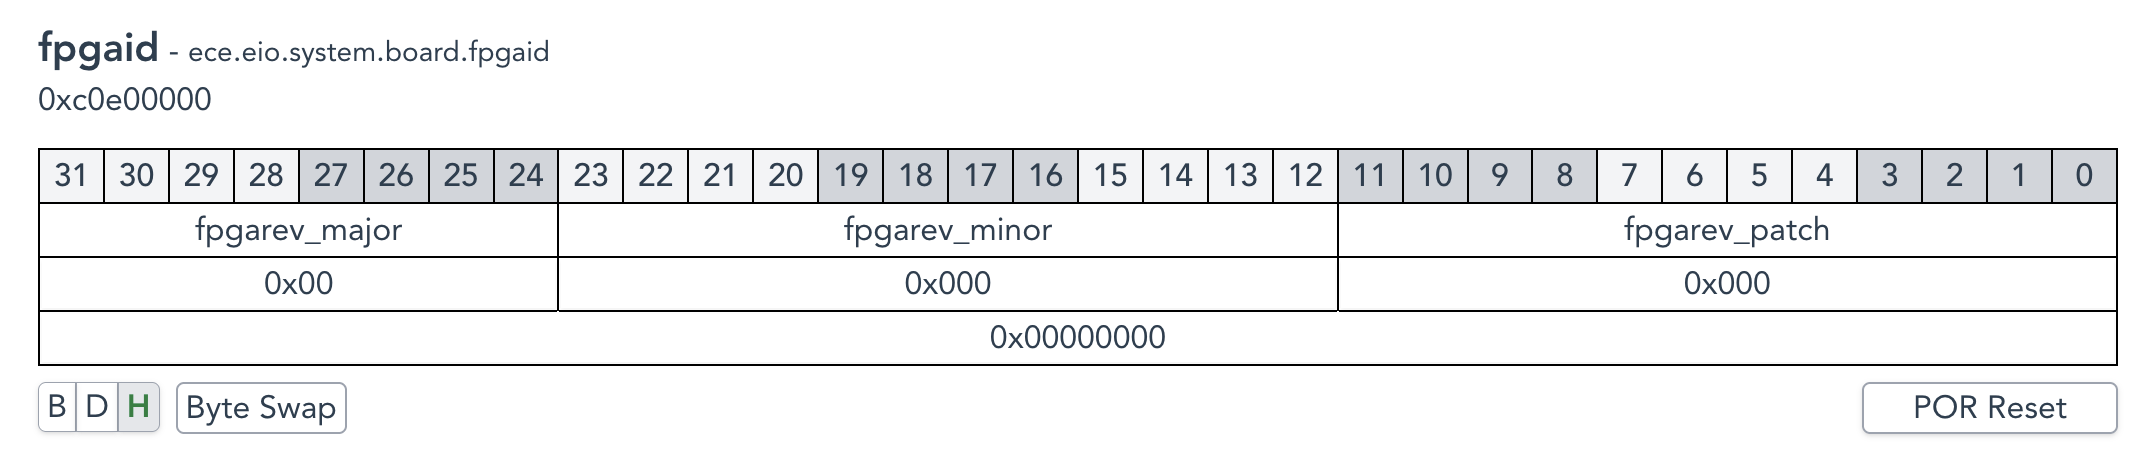 fpgaid - ece.eio.system.board.fpgaid
0xc0e00000
31 30 29 28 27 26 25 24 23 22 21 20 19 18 17 16 15 14 13 12 11 10 9 8 7 6 5 4 3 2 1 0
fpgarev_major fpgarev_minor fpgarev_patch
0x00 0x000 0x000
0x00000000
B D H Byte Swap POR Reset